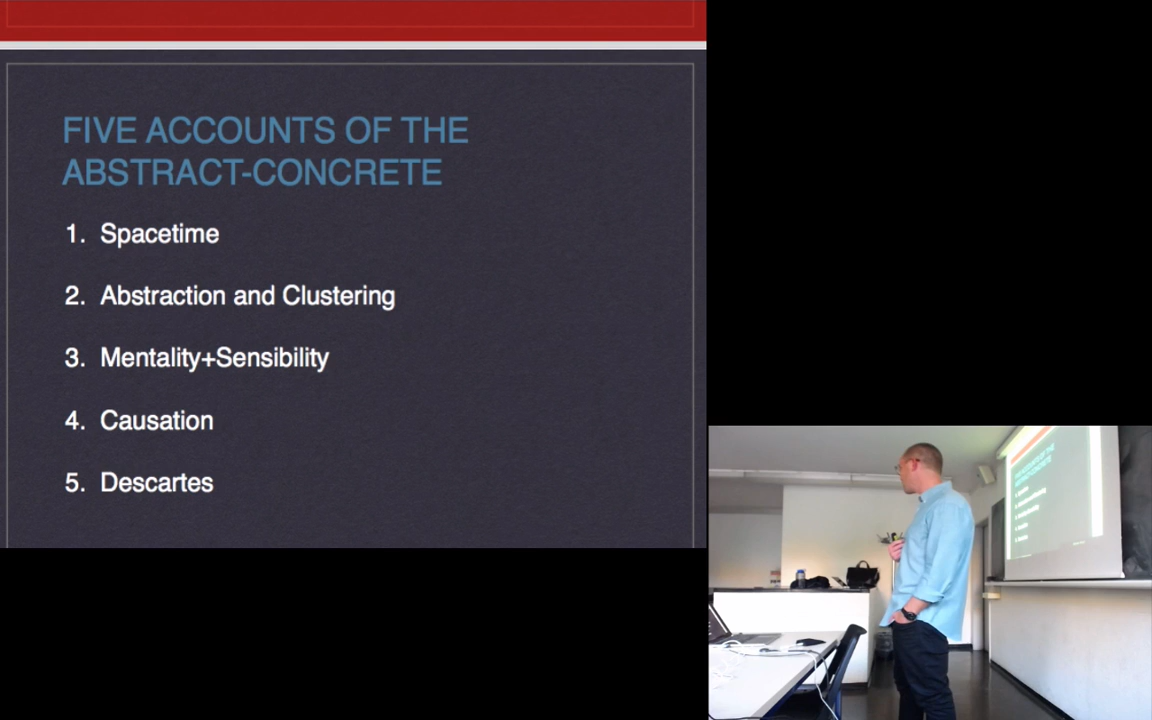 FIVE ACCOUNTS OF THE
ABSTRACT-CONCRETE
1. Spacetime
2. Abstraction and Clustering
3. Mentality+Sensibility
4. Causation
5. Descartes